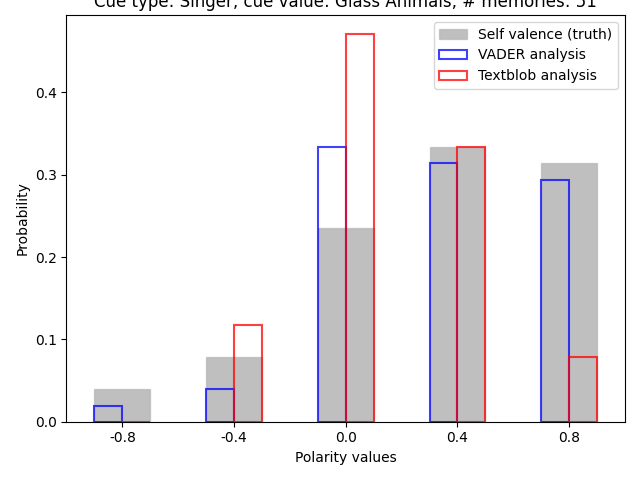 Cue type: Singer, cue value: Glass Animals, # memories: 51
Self valence (truth)
VADER analysis
Textblob analysis
Probability
0.4
0.3
0.2
0.1
0.0
-0.8 -0.4 0.0 0.4 0.8
Polarity values